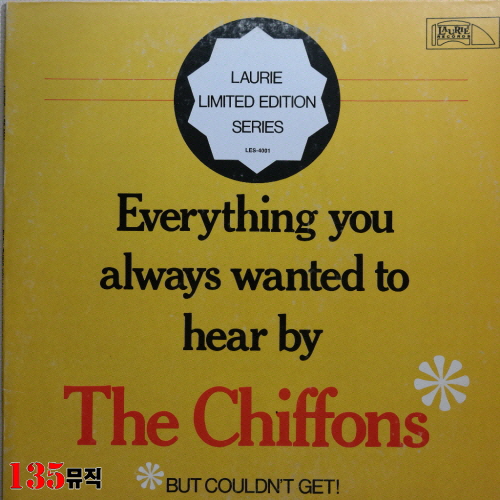 LAURIE
RECORDS
LAURIE
LIMITED EDITION
SERIES
LES-4001
Everything you
always wanted to
hear by
The Chiffons*
*BUT COULDN'T GET!
135뮤직